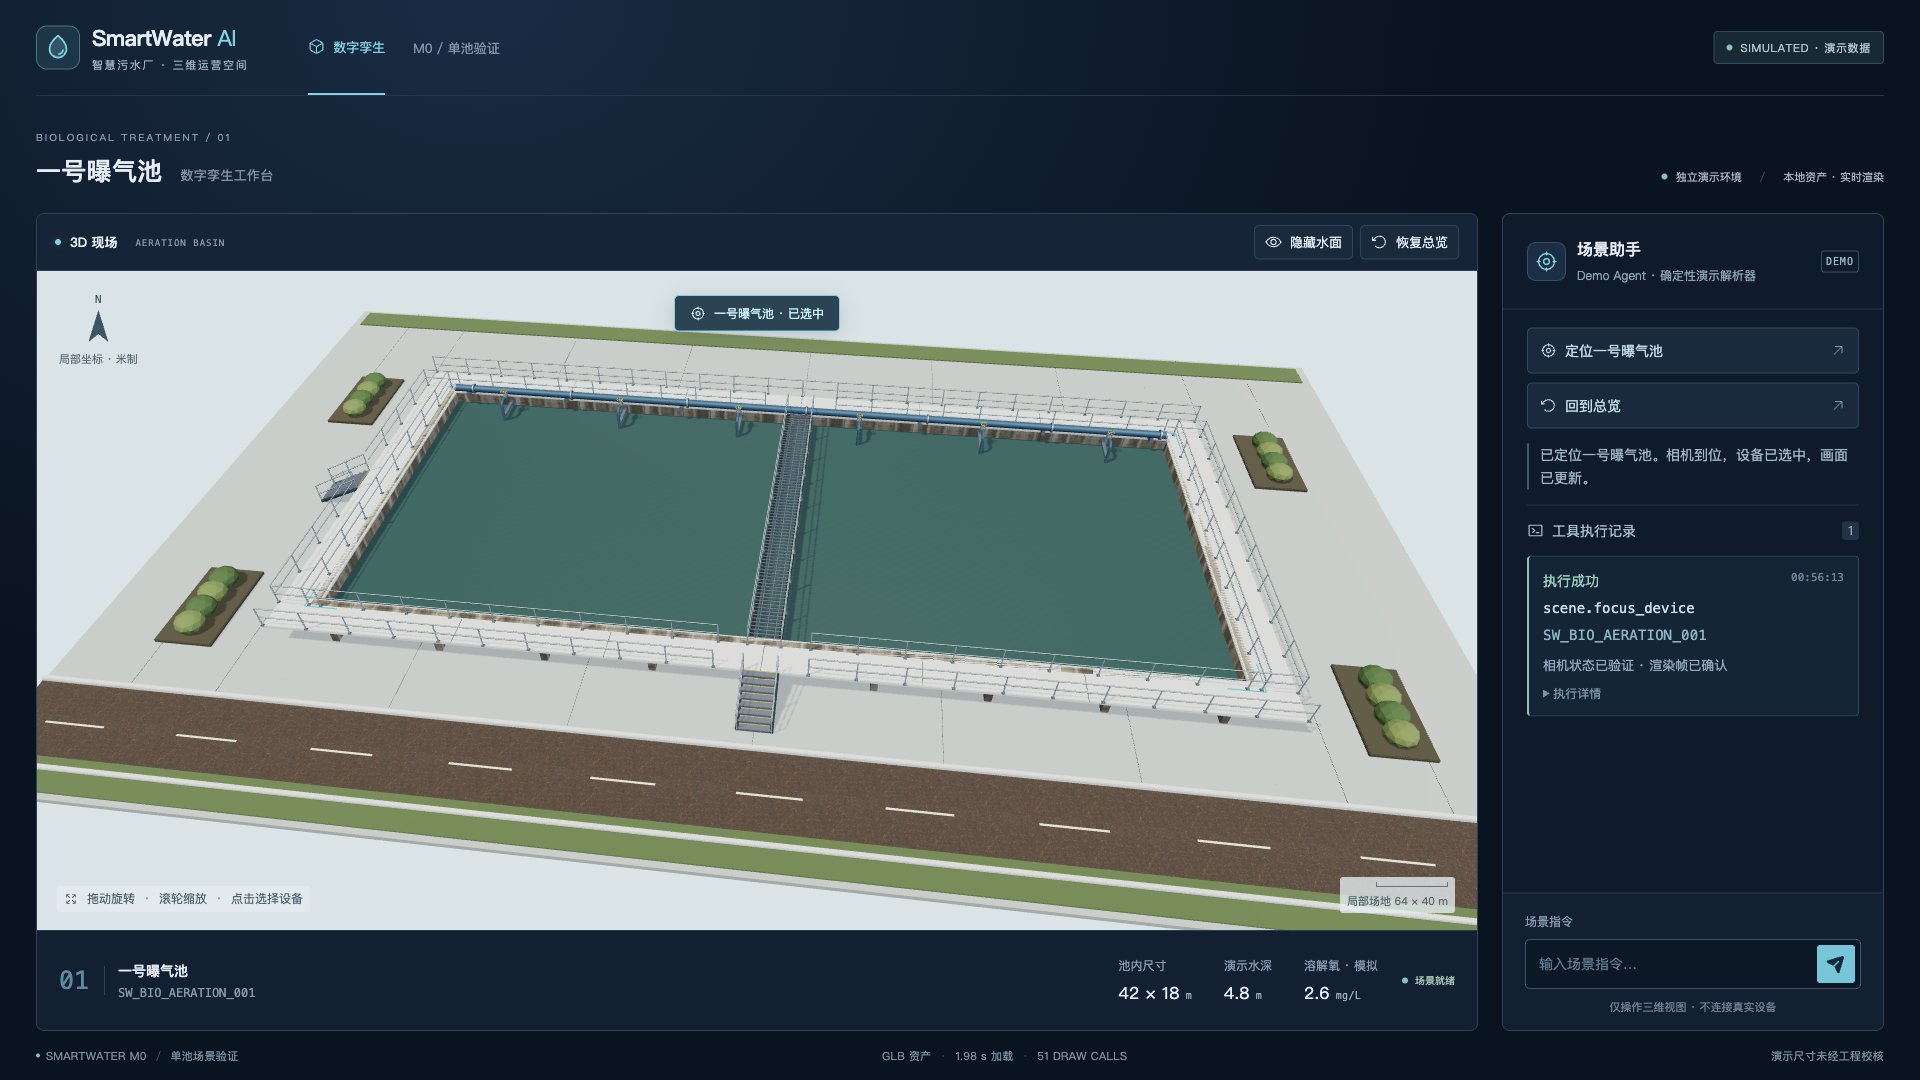 SmartWater AI
智慧污水厂 · 三维运营空间
数字孪生
M0 / 单池验证
SIMULATED · 演示数据
BIOLOGICAL TREATMENT / 01
一号曝气池
数字孪生工作台
独立演示环境 / 本地资产 · 实时渲染
3D 现场
AERATION BASIN
隐藏水面
恢复总览
N
局部坐标 · 米制
一号曝气池 · 已选中
拖动旋转 · 滚轮缩放 · 点击选择设备
局部场地 64 × 40 m
01
一号曝气池
SW_BIO_AERATION_001
池内尺寸
42 × 18 m
演示水深
4.8 m
溶解氧 · 模拟
2.6 mg/L
场景就绪
场景助手
Demo Agent · 确定性演示解析器
DEMO
定位一号曝气池
回到总览
已定位一号曝气池。相机到位，设备已选中，画面
已更新。
工具执行记录
1
执行成功
00:56:13
scene.focus_device
SW_BIO_AERATION_001
相机状态已验证 · 渲染帧已确认
执行详情
场景指令
输入场景指令...
仅操作三维视图 · 不连接真实设备
SMARTWATER M0 / 单池场景验证
GLB 资产 · 1.98 s 加载 · 51 DRAW CALLS
演示尺寸未经工程校核